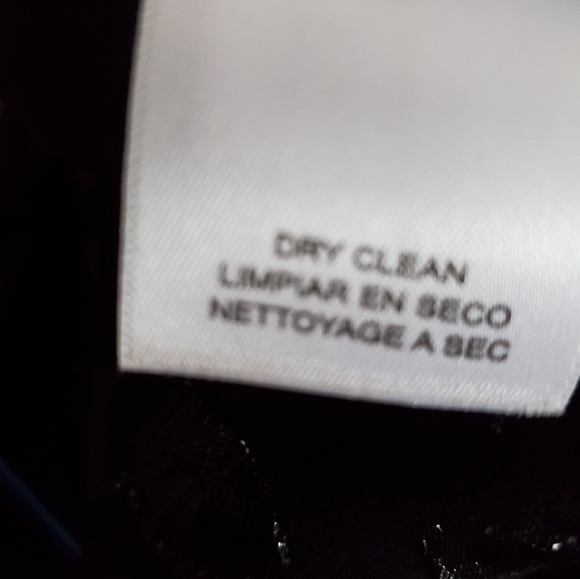 DRY CLEAN
LIMPIAR EN SECO
NETTOYAGE A SEC